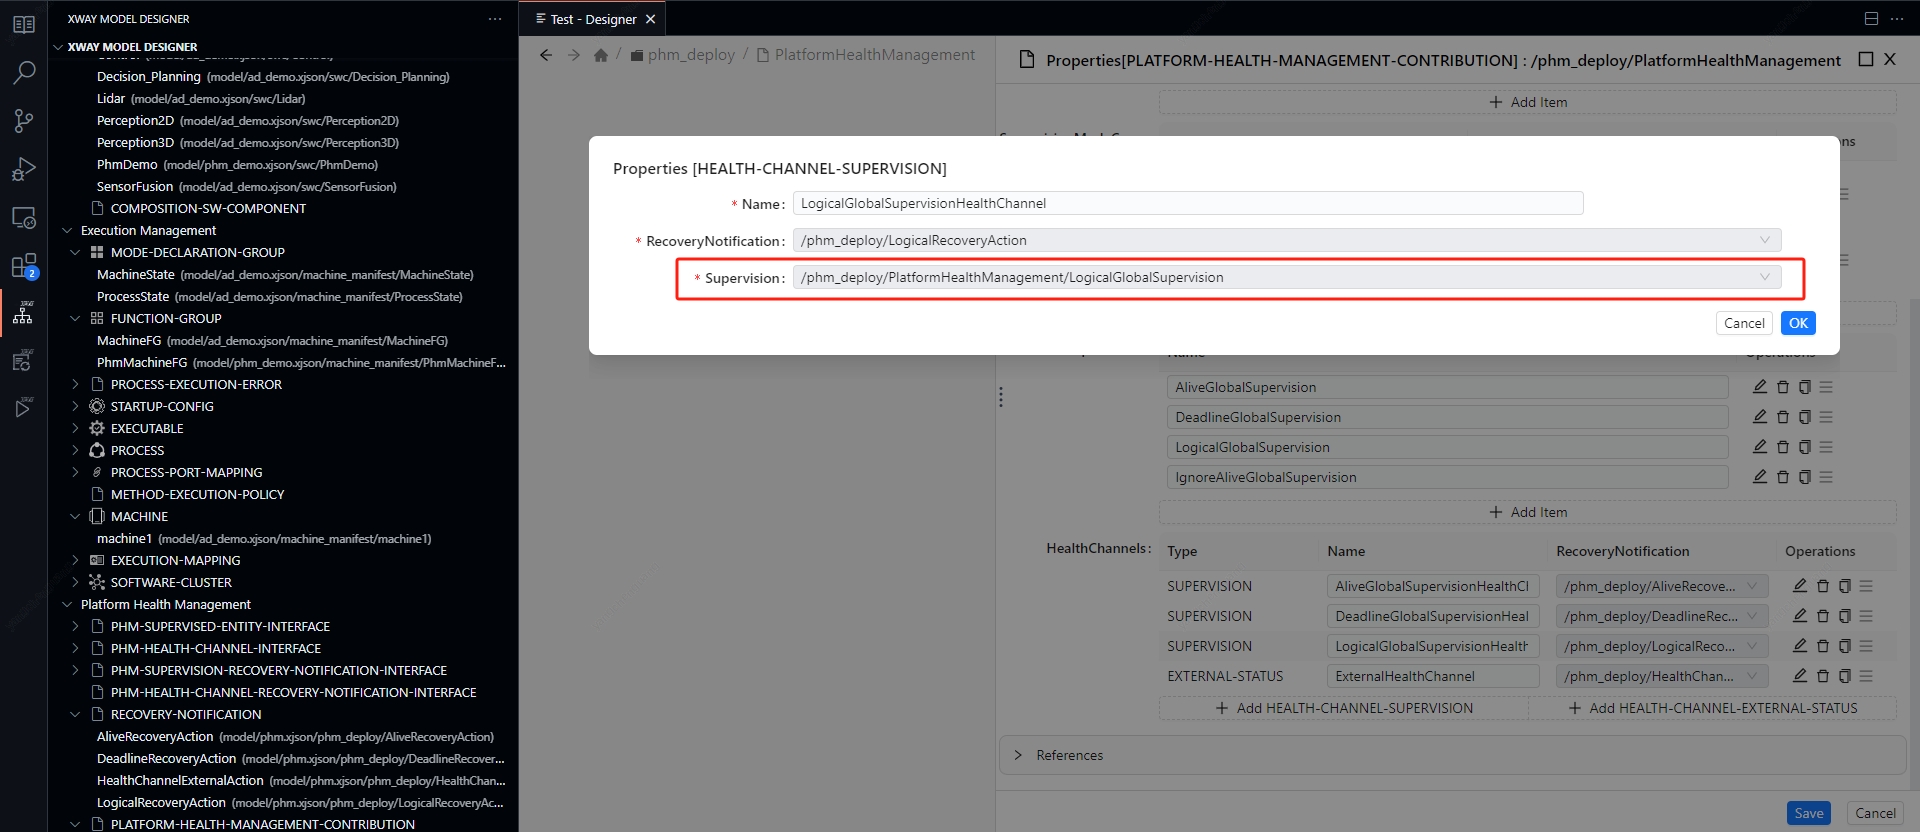 XWAY MODEL DESIGNER
XWAY MODEL DESIGNER
Decision_Planning (model/ad_demo.xjson/swc/Decision_Planning)
Lidar (model/ad_demo.xjson/swc/Lidar)
Perception2D (model/ad_demo.xjson/swc/Perception2D)
Perception3D (model/ad_demo.xjson/swc/Perception3D)
PhmDemo (model/phm_demo.xjson/swc/PhmDemo)
SensorFusion (model/ad_demo.xjson/swc/SensorFusion)
COMPOSITION-SW-COMPONENT
Execution Management
MODE-DECLARATION-GROUP
MachineState (model/ad_demo.xjson/machine_manifest/MachineState)
ProcessState (model/ad_demo.xjson/machine_manifest/ProcessState)
FUNCTION-GROUP
MachineFG (model/ad_demo.xjson/machine_manifest/MachineFG)
PhmMachineFG (model/phm_demo.xjson/machine_manifest/PhmMachineF...
PROCESS-EXECUTION-ERROR
STARTUP-CONFIG
EXECUTABLE
PROCESS
PROCESS-PORT-MAPPING
METHOD-EXECUTION-POLICY
MACHINE
machine1 (model/ad_demo.xjson/machine_manifest/machine1)
EXECUTION-MAPPING
SOFTWARE-CLUSTER
Platform Health Management
PHM-SUPERVISED-ENTITY-INTERFACE
PHM-HEALTH-CHANNEL-INTERFACE
PHM-SUPERVISION-RECOVERY-NOTIFICATION-INTERFACE
PHM-HEALTH-CHANNEL-RECOVERY-NOTIFICATION-INTERFACE
RECOVERY-NOTIFICATION
AliveRecoveryAction (model/phm.xjson/phm_deploy/AliveRecoveryAction)
DeadlineRecoveryAction (model/phm.xjson/phm_deploy/DeadlineRecover...
HealthChannelExternalAction (model/phm.xjson/phm_deploy/HealthChan...
LogicalRecoveryAction (model/phm.xjson/phm_deploy/LogicalRecoveryAc...
PLATFORM-HEALTH-MANAGEMENT-CONTRIBUTION
2
Test - Designer
/ phm_deploy / PlatformHealthManagement
Properties[PLATFORM-HEALTH-MANAGEMENT-CONTRIBUTION] : /phm_deploy/PlatformHealthManagement
+ Add Item
Properties [HEALTH-CHANNEL-SUPERVISION]
* Name: LogicalGlobalSupervisionHealthChannel
* RecoveryNotification: /phm_deploy/LogicalRecoveryAction
* Supervision: /phm_deploy/PlatformHealthManagement/LogicalGlobalSupervision
Cancel OK
Name Operations
AliveGlobalSupervision
DeadlineGlobalSupervision
LogicalGlobalSupervision
IgnoreAliveGlobalSupervision
+ Add Item
HealthChannels: Type Name RecoveryNotification Operations
SUPERVISION AliveGlobalSupervisionHealthCl /phm_deploy/AliveRecove...
SUPERVISION DeadlineGlobalSupervisionHeal /phm_deploy/DeadlineRec...
SUPERVISION LogicalGlobalSupervisionHealth /phm_deploy/LogicalReco...
EXTERNAL-STATUS ExternalHealthChannel /phm_deploy/HealthChan...
+ Add HEALTH-CHANNEL-SUPERVISION + Add HEALTH-CHANNEL-EXTERNAL-STATUS
References
Save Cancel